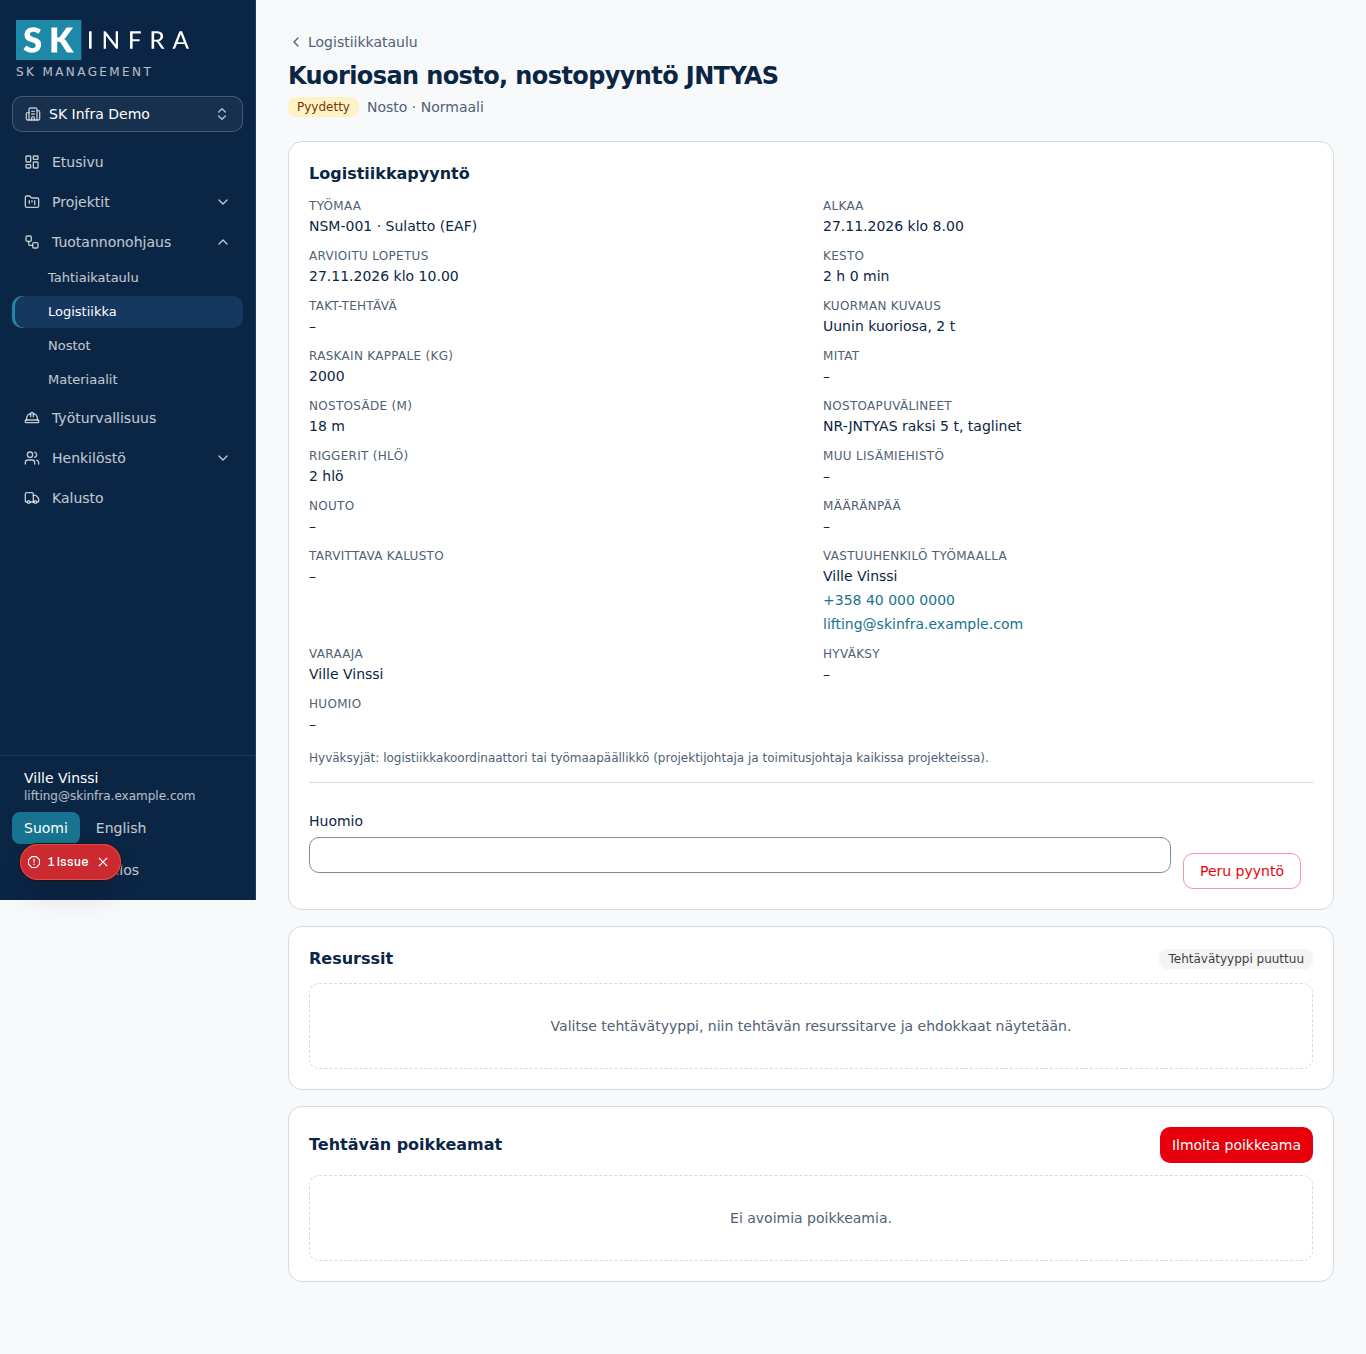 SK INFRA
SK MANAGEMENT
SK Infra Demo
Etusivu
Projektit
Tuotannonohjaus
Tahtiaikataulu
Logistiikka
Nostot
Materiaalit
Työturvallisuus
Henkilöstö
Kalusto
Ville Vinssi
lifting@skinfra.example.com
Suomi English
1 Issue
ios
Logistiikkataulu
Kuoriosan nosto, nostopyyntö JNTYAS
Pyydetty Nosto · Normaali
Logistiikkapyyntö
TYÖMAA
NSM-001 · Sulatto (EAF)
ALKAA
27.11.2026 klo 8.00
ARVIOITU LOPETUS
27.11.2026 klo 10.00
KESTO
2 h 0 min
TAKT-TEHTÄVÄ
–
KUORMAN KUVAUS
Uunin kuoriosa, 2 t
RASKAIN KAPPALE (KG)
2000
MITAT
–
NOSTOSÄDE (M)
18 m
NOSTOAPUVÄLINEET
NR-JNTYAS raksi 5 t, taglinet
RIGGERIT (HLÖ)
2 hlö
MUU LISÄMIEHISTÖ
–
NOUTO
–
MÄÄRÄNPÄÄ
–
TARVITTAVA KALUSTO
–
VASTUUHENKILÖ TYÖMAALLA
Ville Vinssi
+358 40 000 0000
lifting@skinfra.example.com
VARAAJA
Ville Vinssi
HYVÄKSY
–
HUOMIO
–
Hyväksyjät: logistiikkakoordinaattori tai työmaapäällikkö (projektijohtaja ja toimitusjohtaja kaikissa projekteissa).
Huomio
Peru pyyntö
Resurssit
Tehtävätyyppi puuttuu
Valitse tehtävätyyppi, niin tehtävän resurssitarve ja ehdokkaat näytetään.
Tehtävän poikkeamat
Ilmoita poikkeama
Ei avoimia poikkeamia.